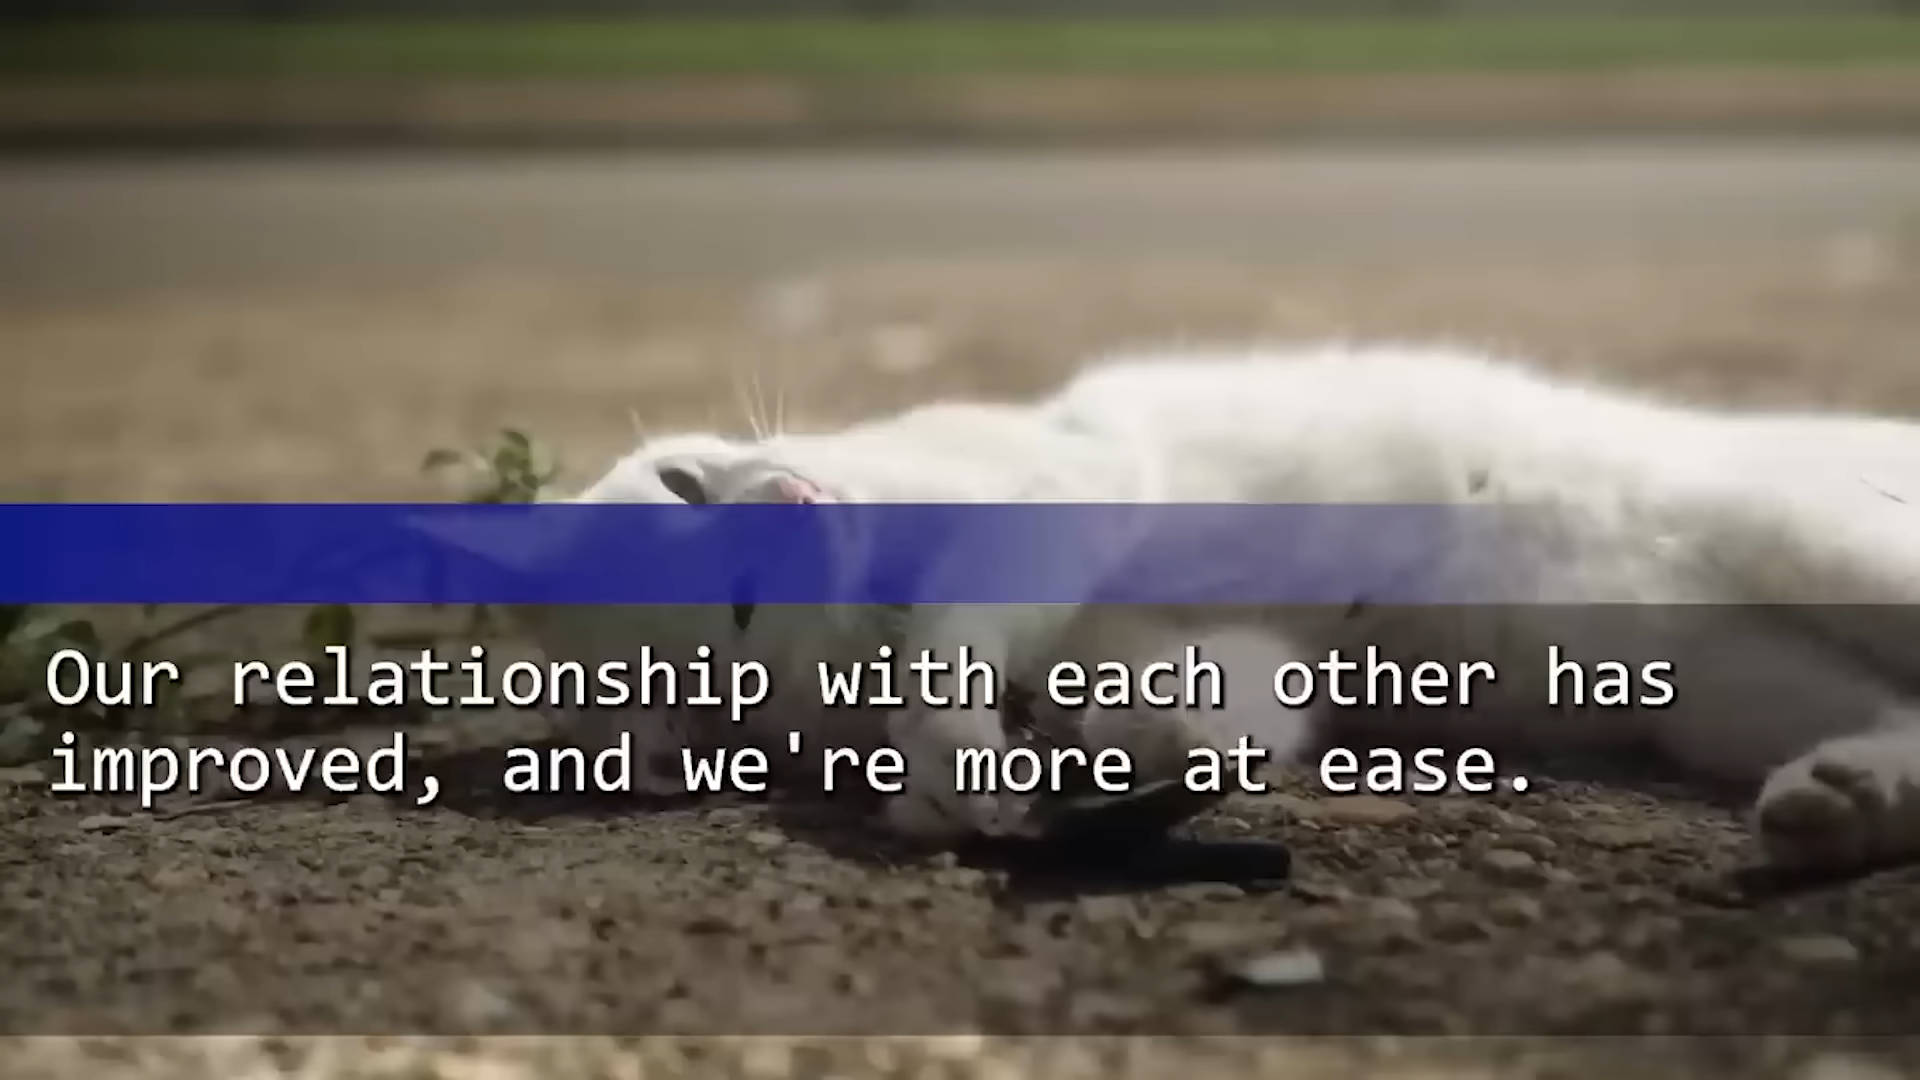 Our relationship with each other has
improved, and we're more at ease.